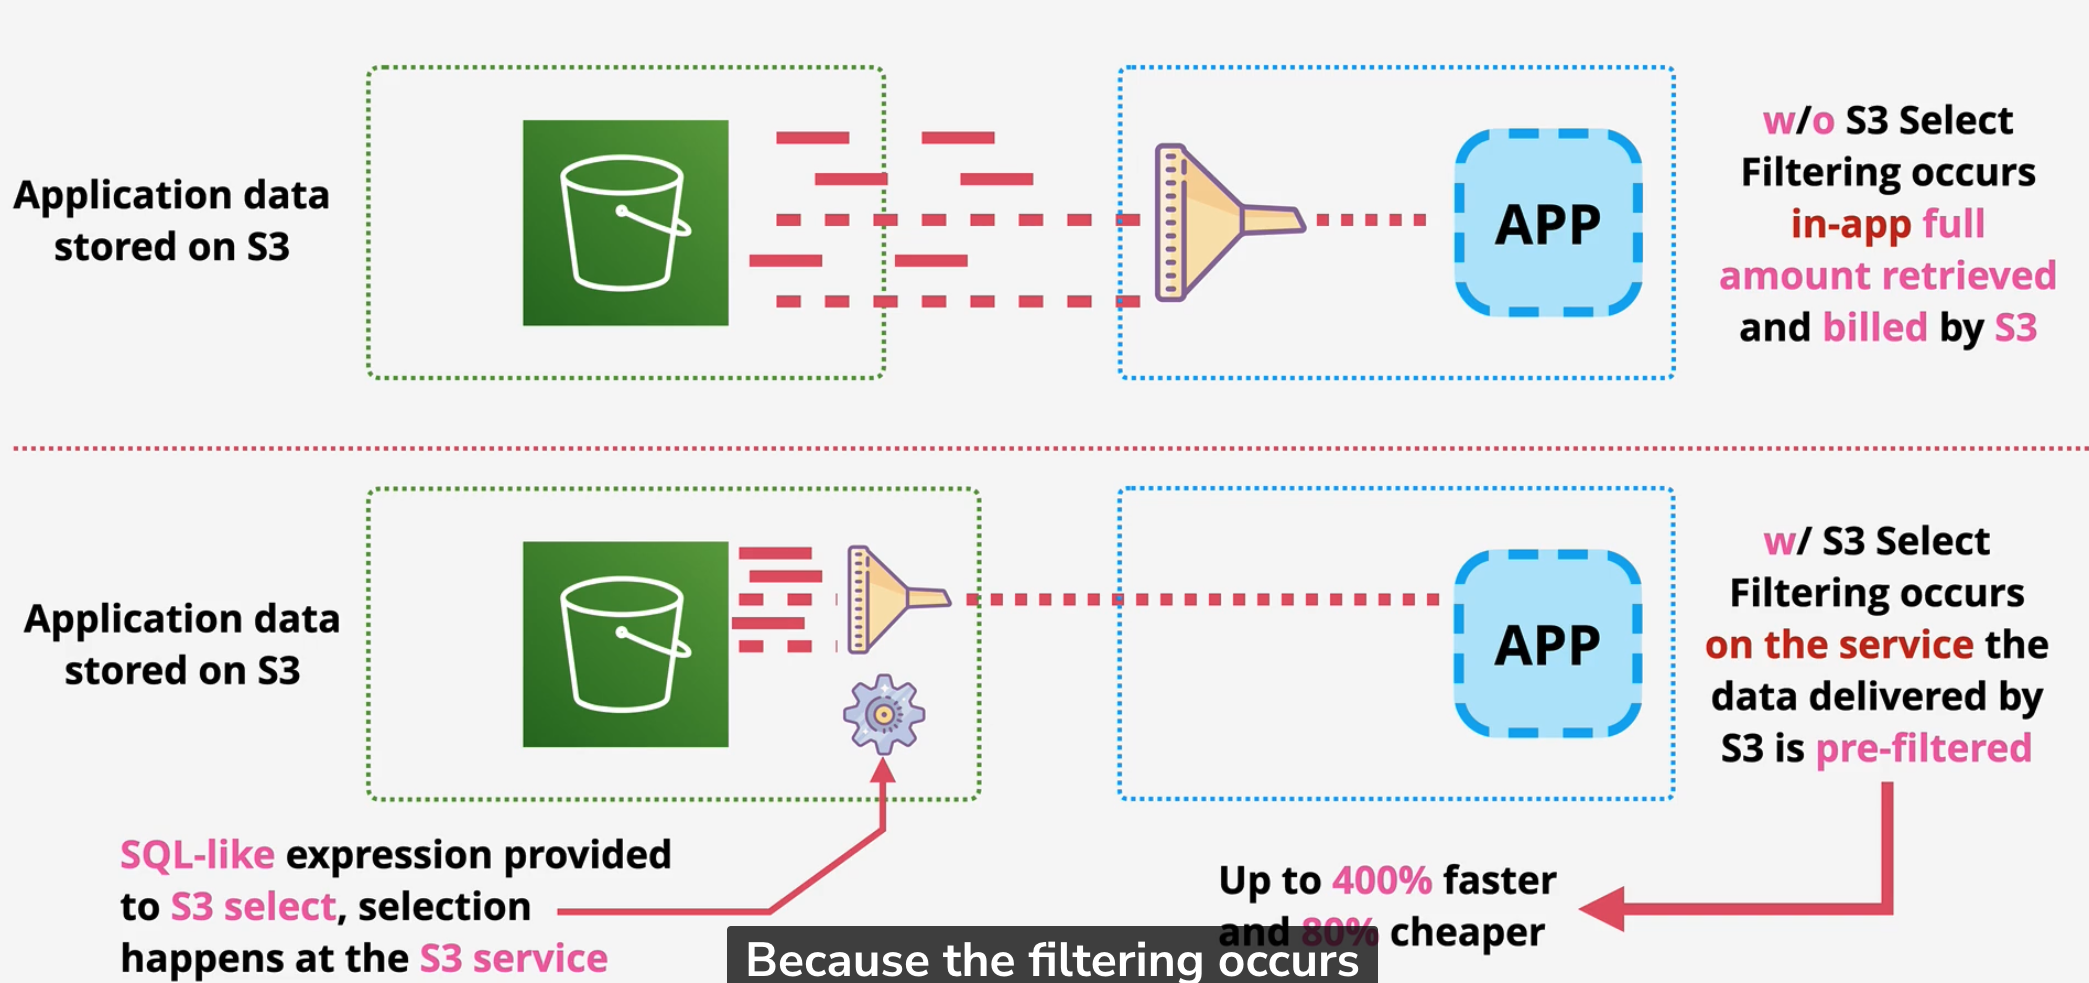 Application data
stored on S3
APP
w/o S3 Select
Filtering occurs
in-app full
amount retrieved
and billed by S3
Application data
stored on S3
APP
w/ S3 Select
Filtering occurs
on the service the
data delivered by
S3 is pre-filtered
SQL-like expression provided
to S3 select, selection
happens at the S3 service
Up to 400% faster
and 80% cheaper
Because the filtering occurs